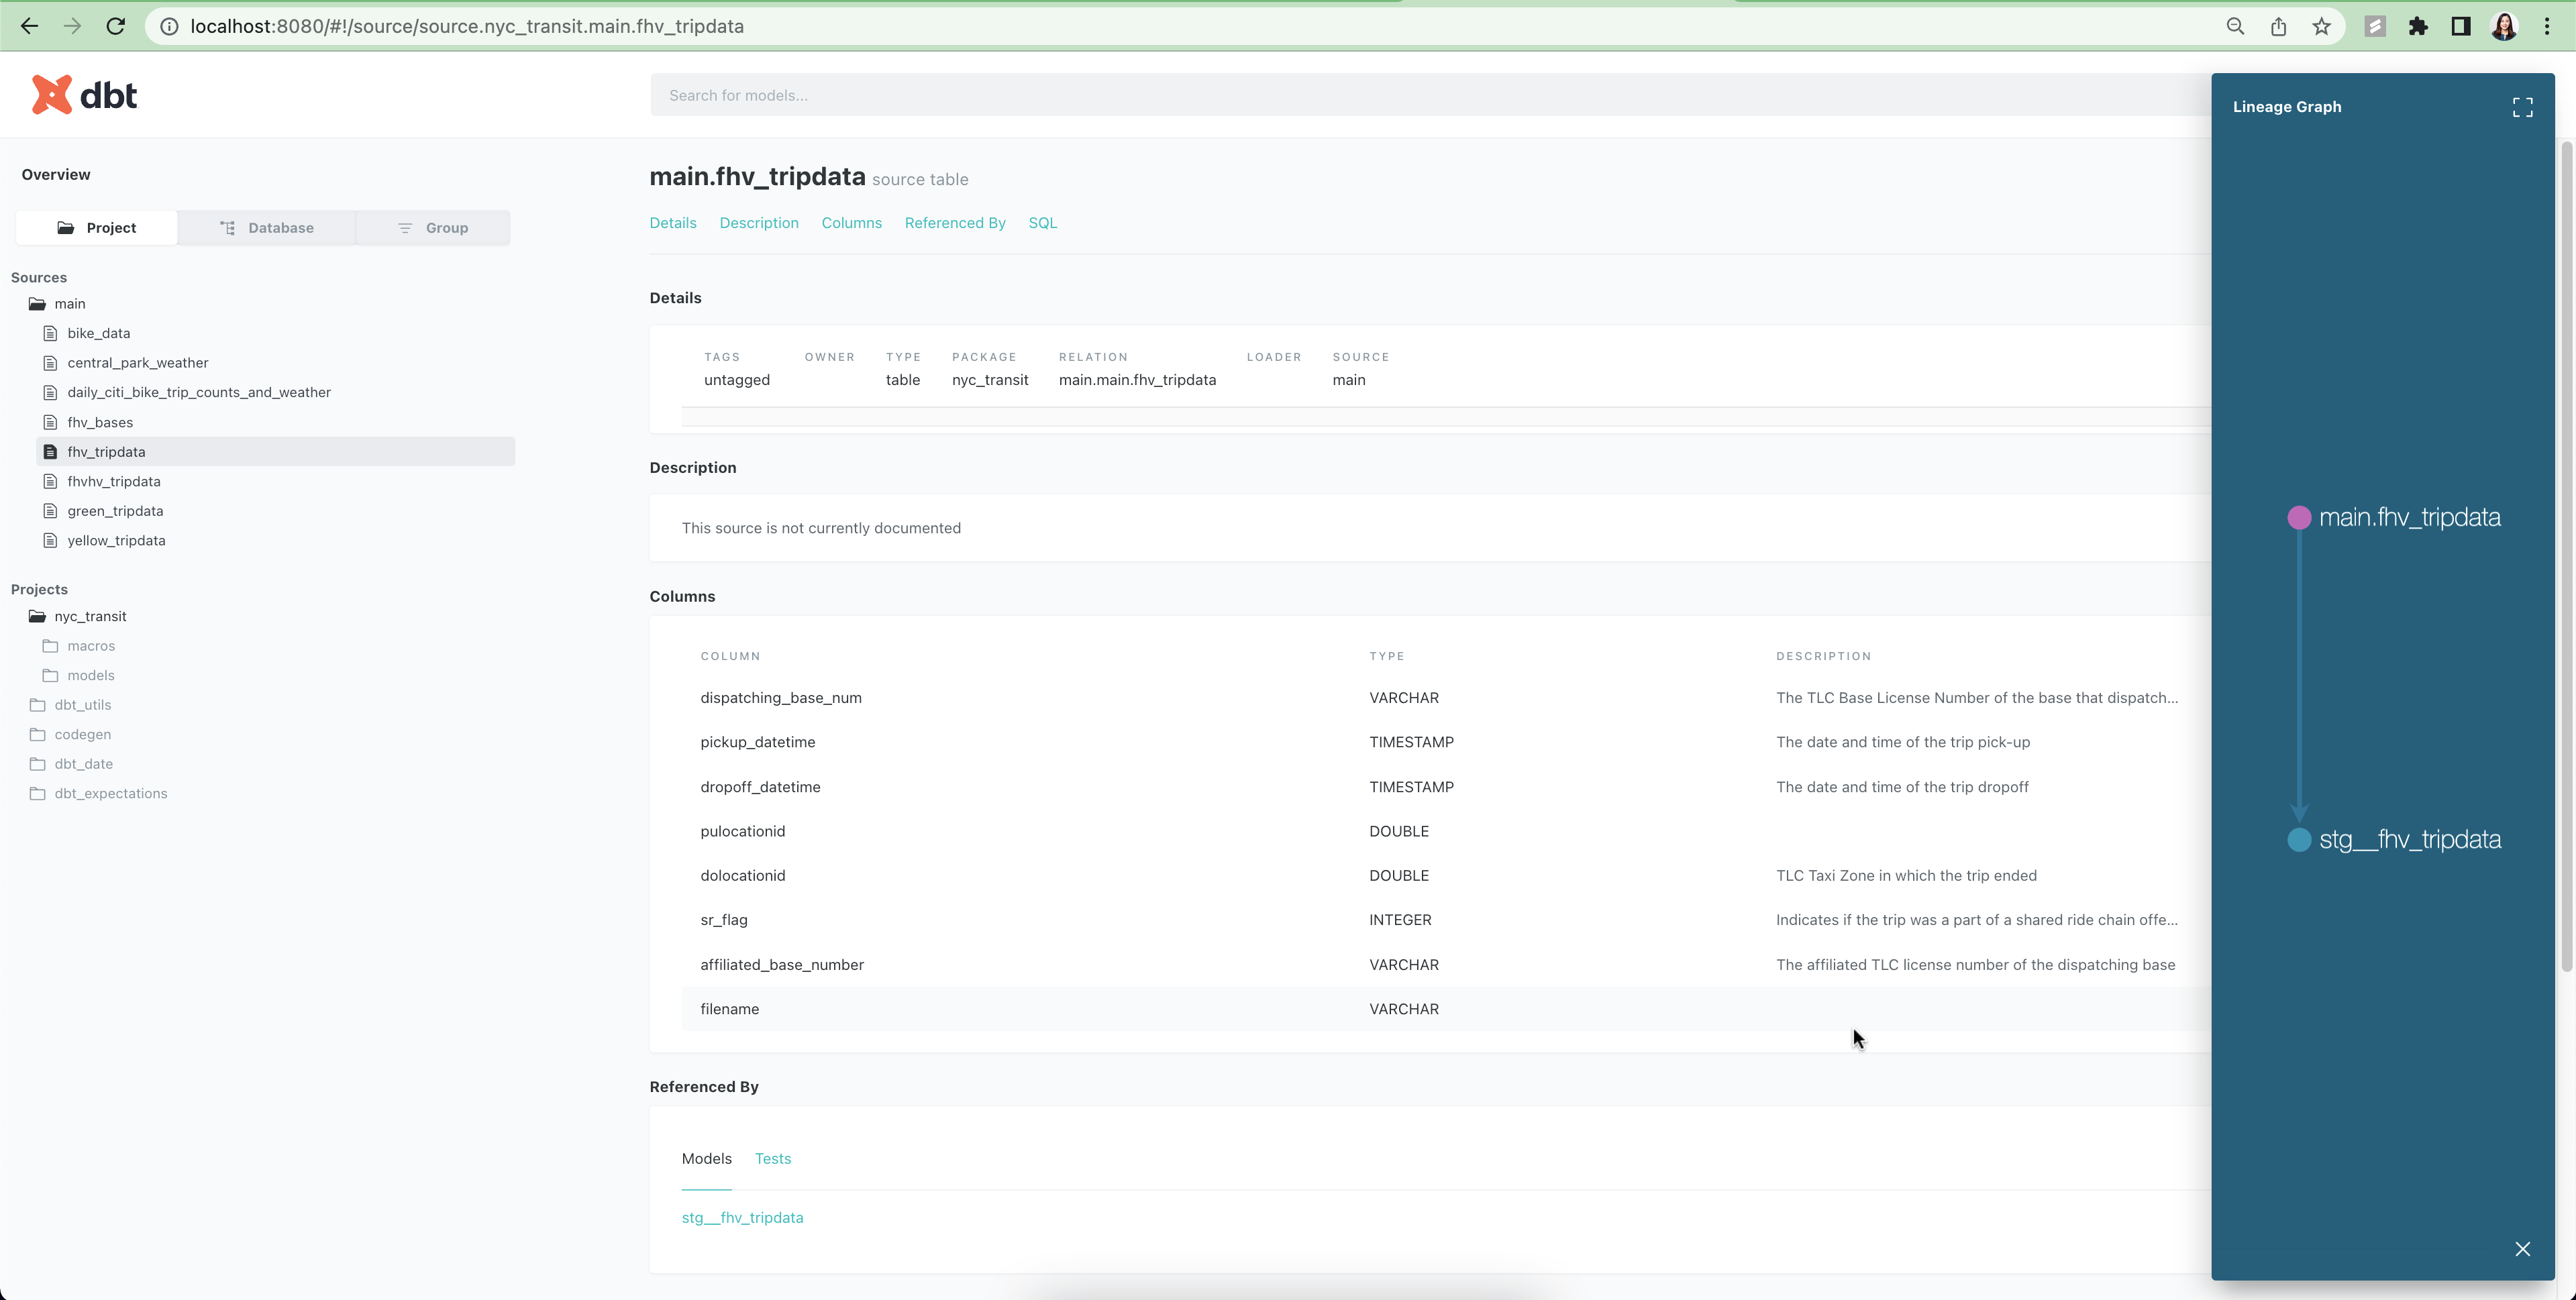 localhost:8080/#!/source/source.nyc_transit.main.fhv_tripdata
dbt
Search for models...
Overview
Project
Database
Group
Sources
main
bike_data
central_park_weather
daily_citi_bike_trip_counts_and_weather
fhv_bases
fhv_tripdata
fhvhv_tripdata
green_tripdata
yellow_tripdata
Projects
nyc_transit
macros
models
dbt_utils
codegen
dbt_date
dbt_expectations
main.fhv_tripdata source table
Details Description Columns Referenced By SQL
Details
TAGS OWNER TYPE PACKAGE RELATION LOADER SOURCE
untagged table nyc_transit main.main.fhv_tripdata main
Description
This source is not currently documented
Columns
COLUMN TYPE DESCRIPTION
dispatching_base_num VARCHAR The TLC Base License Number of the base that dispatch...
pickup_datetime TIMESTAMP The date and time of the trip pick-up
dropoff_datetime TIMESTAMP The date and time of the trip dropoff
pulocationid DOUBLE
dolocationid DOUBLE TLC Taxi Zone in which the trip ended
sr_flag INTEGER Indicates if the trip was a part of a shared ride chain offe...
affiliated_base_number VARCHAR The affiliated TLC license number of the dispatching base
filename VARCHAR
Referenced By
Models Tests
stg__fhv_tripdata
Lineage Graph
main.fhv_tripdata
stg__fhv_tripdata